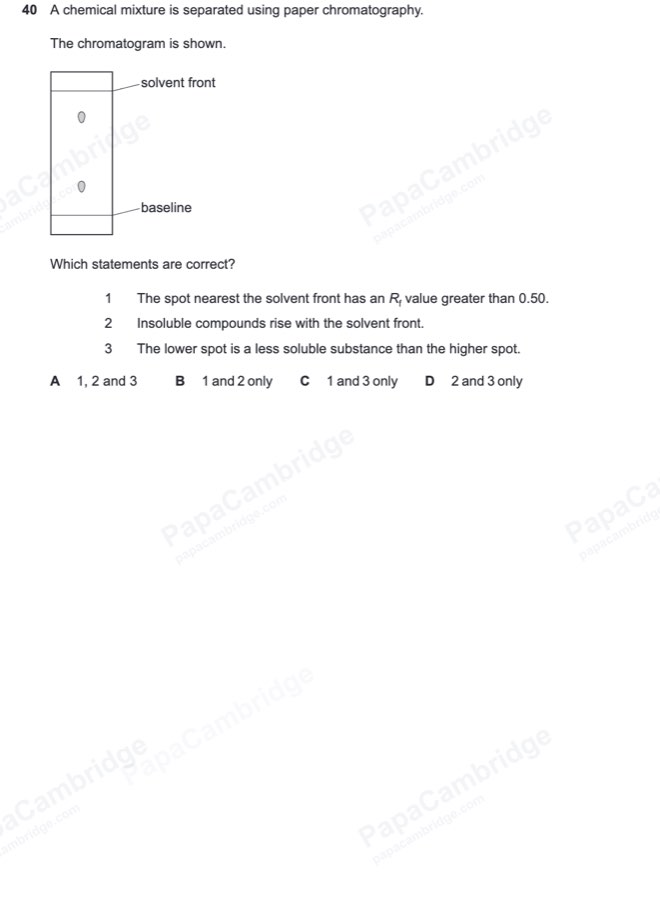 40 A chemical mixture is separated using paper chromatography.
The chromatogram is shown.
solvent front
baseline
Which statements are correct?
1 The spot nearest the solvent front has an Rf value greater than 0.50.
2 Insoluble compounds rise with the solvent front.
3 The lower spot is a less soluble substance than the higher spot.
A 1, 2 and 3 B 1 and 2 only C 1 and 3 only D 2 and 3 only
PaperCambridge
papacambridge.com